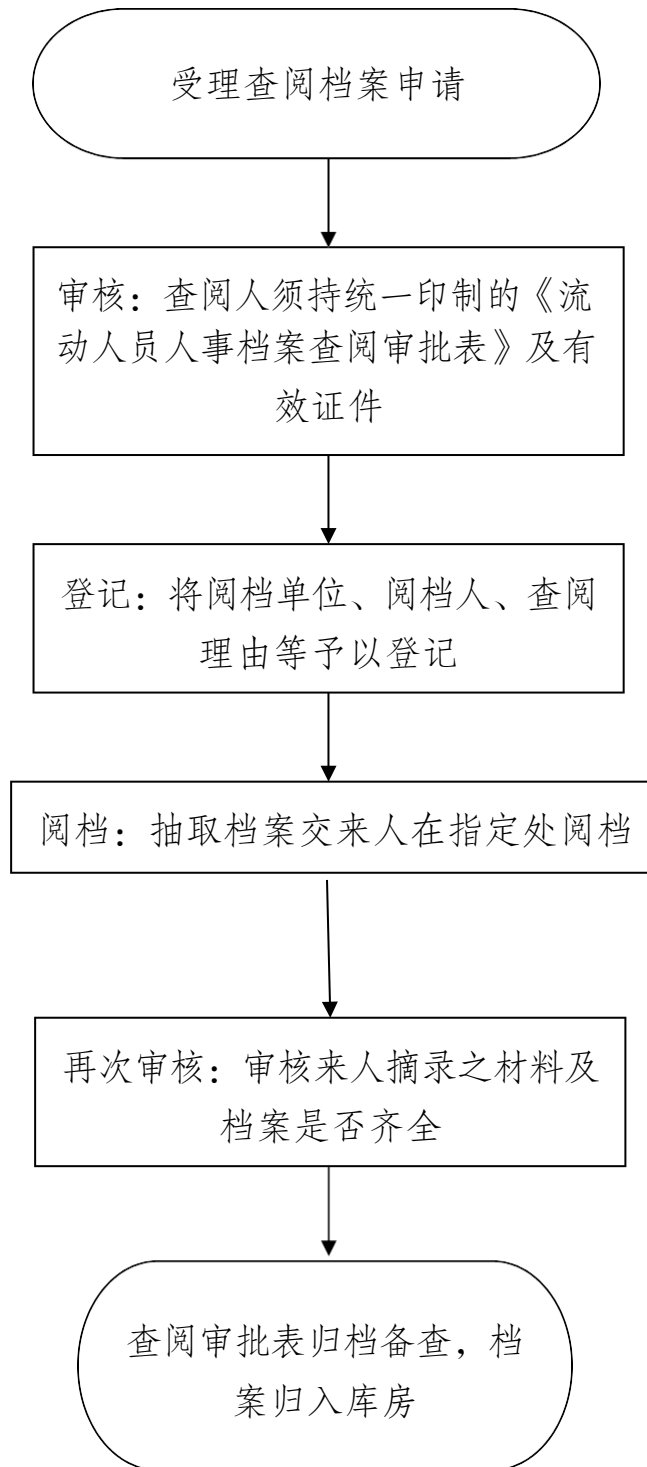 受理查阅档案申请
审核：查阅人须持统一印制的《流
动人员人事档案查阅审批表》及有
效证件
登记：将阅档单位、阅档人、查阅
理由等予以登记
阅档：抽取档案交来人在指定处阅档
再次审核：审核来人摘录之材料及
档案是否齐全
查阅审批表归档备查，档
案归入库房